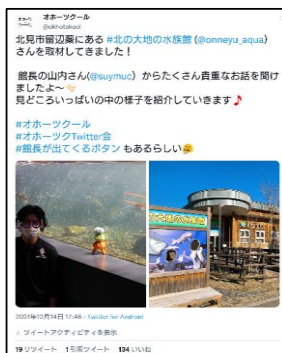 オホーツクール
@okhotskool
北見市留辺蘂にある #北の大地の水族館 (@onneyu_aqua)
さんを取材してきました！
館長の山内さん(@suymuc）からたくさん貴重なお話を聞け
ましたよ〜👏
見どころいっぱいの中の様子を紹介していきます🎵
#オホーツクール
#オホーツクTwitter会
#館長が出てくるボタン もあるらしい🤗
2021年12月14日 17:48 · Twitter for Android
ツイートアクティビティを表示
19 リツイート 1 引用ツイート 134 いいね